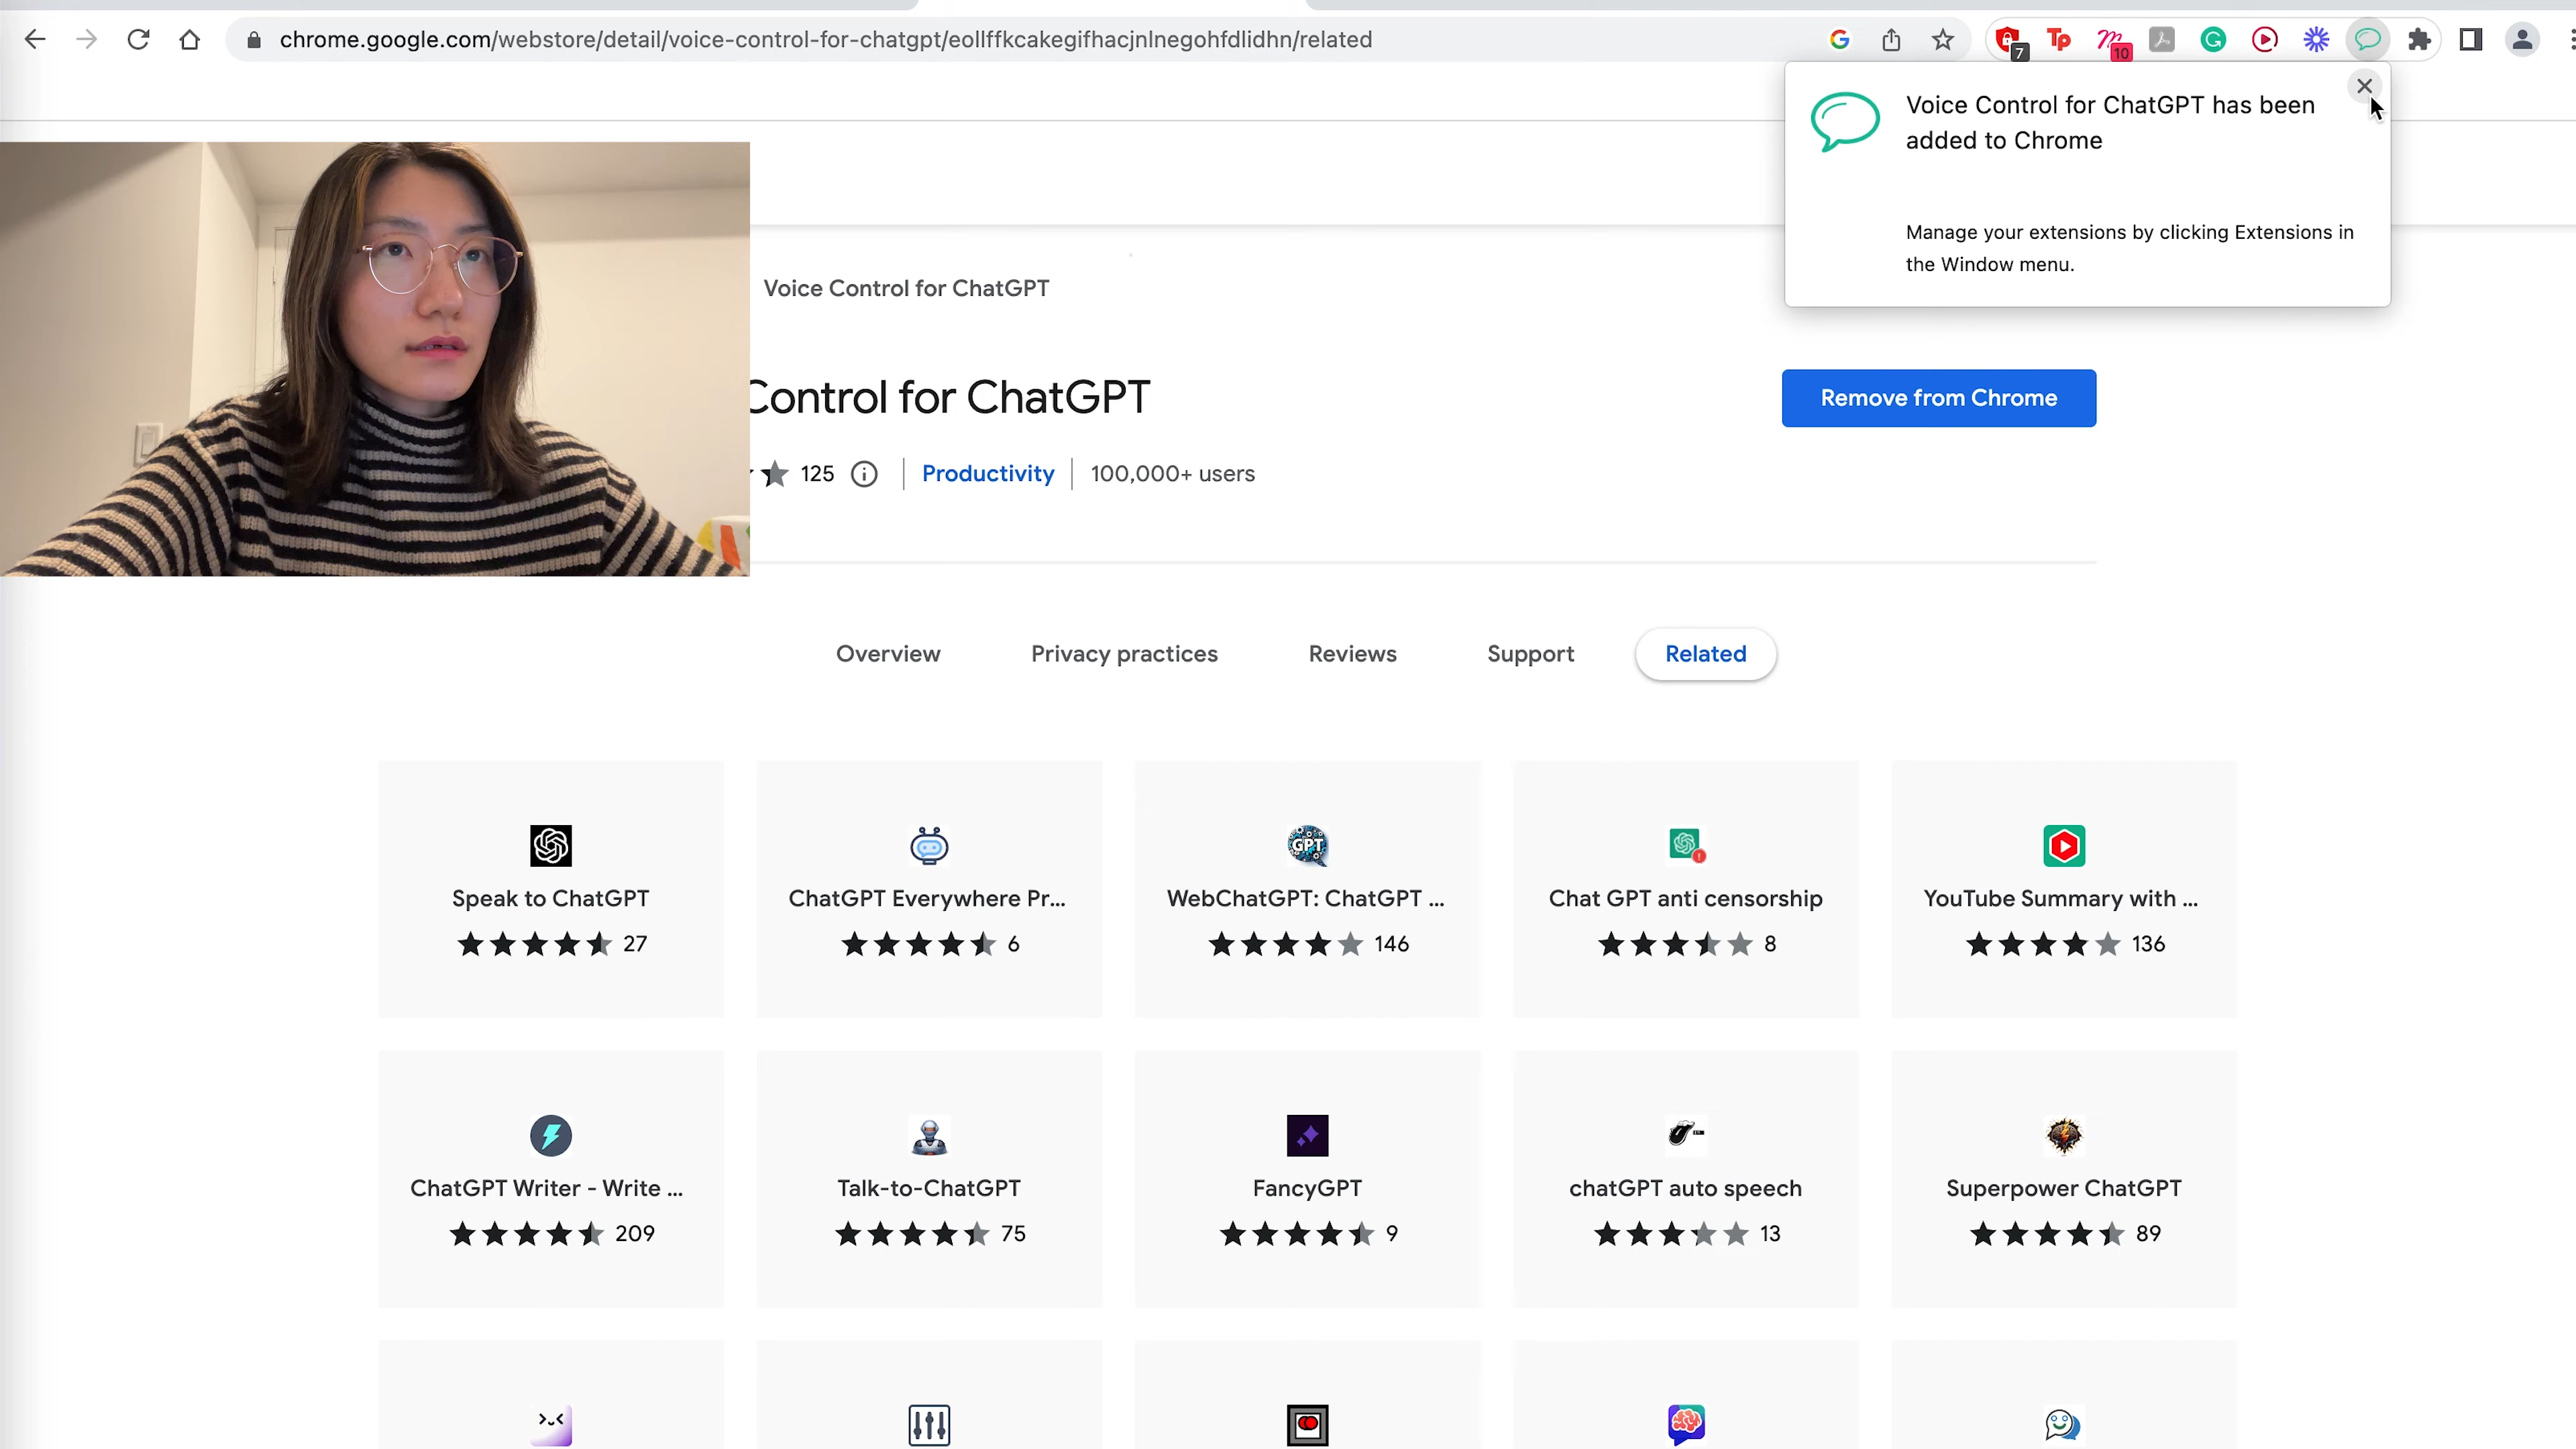 chrome.google.com/webstore/detail/voice-control-for-chatgpt/eollffkcakegifhacjnlnegohfdlidhn/related
7
Tp
10
Voice Control for ChatGPT has been
added to Chrome
Manage your extensions by clicking Extensions in
the Window menu.
Voice Control for ChatGPT
Control for ChatGPT
Remove from Chrome
125
Productivity
100,000+ users
Overview
Privacy practices
Reviews
Support
Related
GPT
Speak to ChatGPT
ChatGPT Everywhere Pr...
WebChatGPT: ChatGPT ...
Chat GPT anti censorship
YouTube Summary with ...
27
6
146
8
136
ChatGPT Writer - Write ...
Talk-to-ChatGPT
FancyGPT
chatGPT auto speech
Superpower ChatGPT
209
75
9
13
89